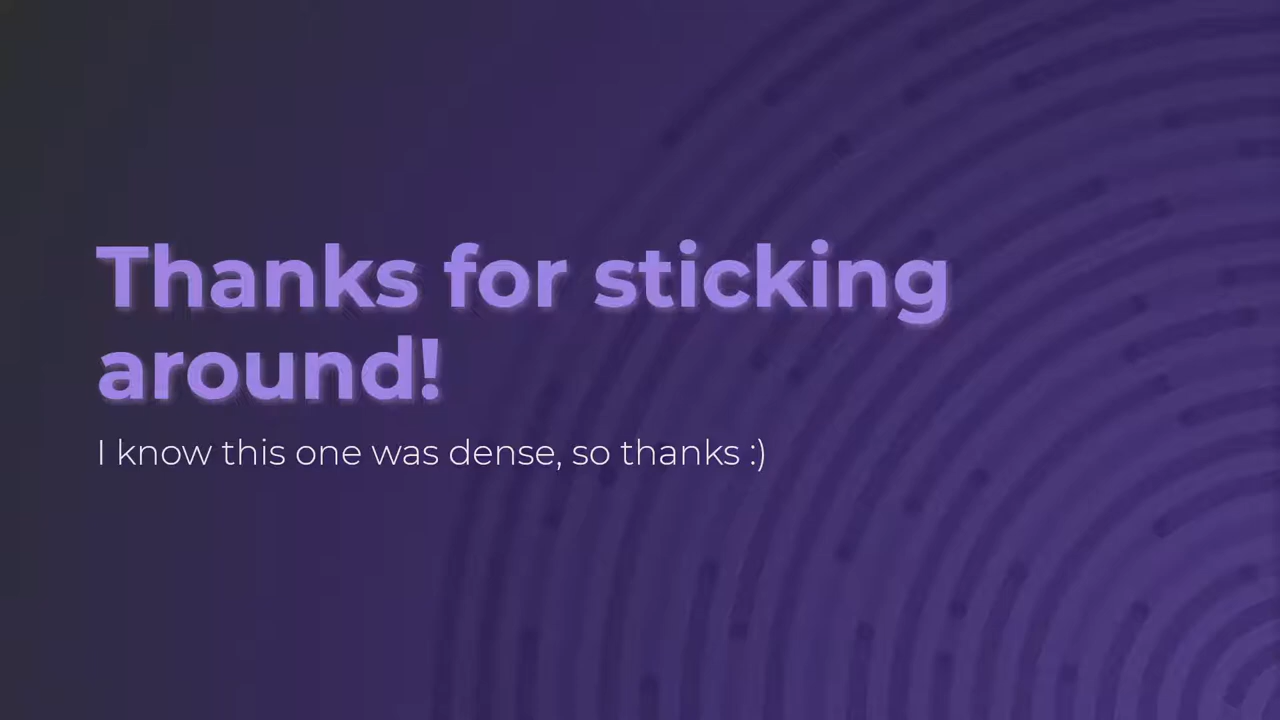 Thanks for sticking
around!
I know this one was dense, so thanks :)